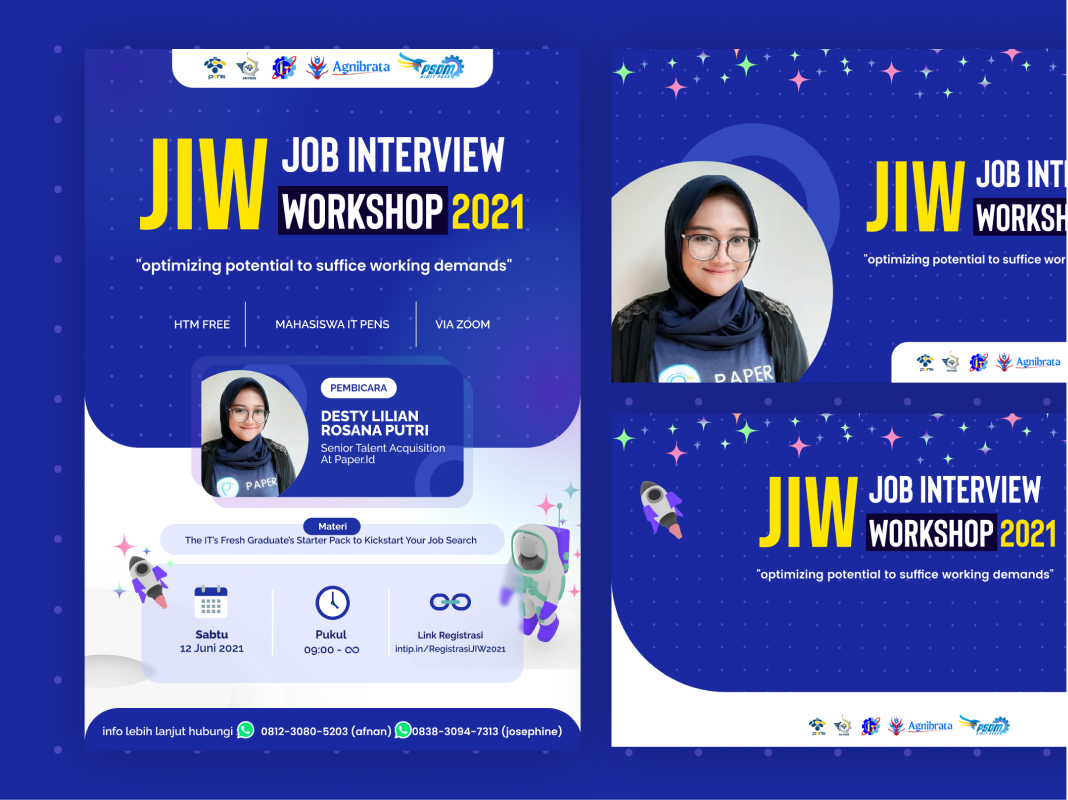 pens
Agnibrata
PSDM
JIW
JOB INTERVIEW
WORKSHOP 2021
"optimizing potential to suffice working demands"
HTM FREE
MAHASISWA IT PENS
VIA ZOOM
PEMBICARA
DESTY LILIAN
ROSANA PUTRI
Senior Talent Acquisition
At Paper.Id
PAPER
Materi
The IT's Fresh Graduate's Starter Pack to Kickstart Your Job Search
Sabtu
12 Juni 2021
Pukul
09:00 - ∞
Link Registrasi
intip.in/RegistrasiJIW2021
info lebih lanjut hubungi 0812-3080-5203 (afnan) 0838-3094-7313 (josephine)
JIW
JOB INTE
WORKSH
"optimizing potential to suffice wor
PAPER
Agnibrata
JIW
JOB INTERVIEW
WORKSHOP 2021
"optimizing potential to suffice working demands"
Agnibrata
PSDM